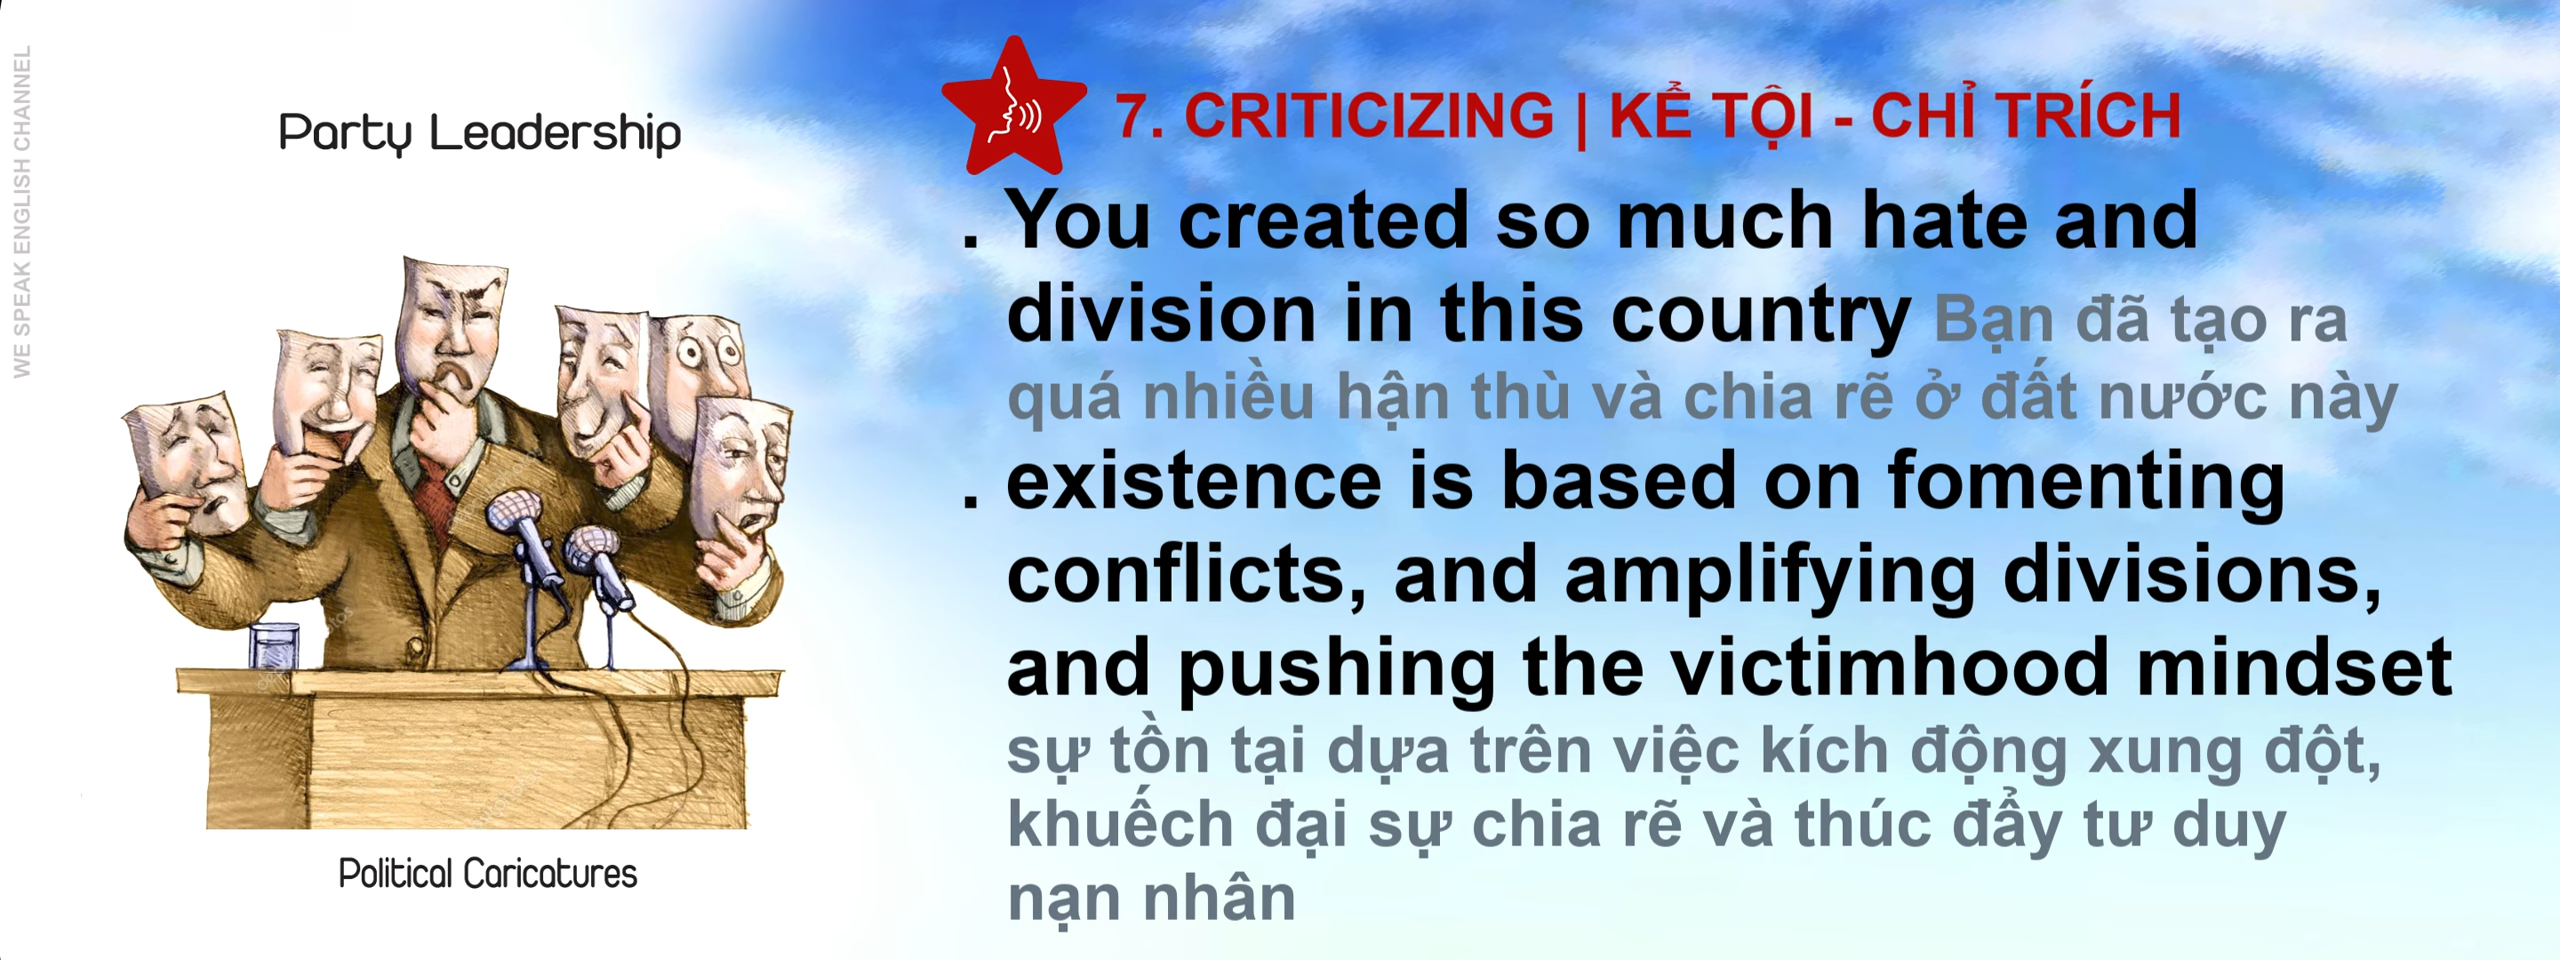 WE SPEAK ENGLISH CHANNEL
Party Leadership
Political Caricatures
7. CRITICIZING | KỂ TỘI - CHỈ TRÍCH
. You created so much hate and
division in this country Bạn đã tạo ra
quá nhiều hận thù và chia rẽ ở đất nước này
. existence is based on fomenting
conflicts, and amplifying divisions,
and pushing the victimhood mindset
sự tồn tại dựa trên việc kích động xung đột,
khuếch đại sự chia rẽ và thúc đẩy tư duy
nạn nhân